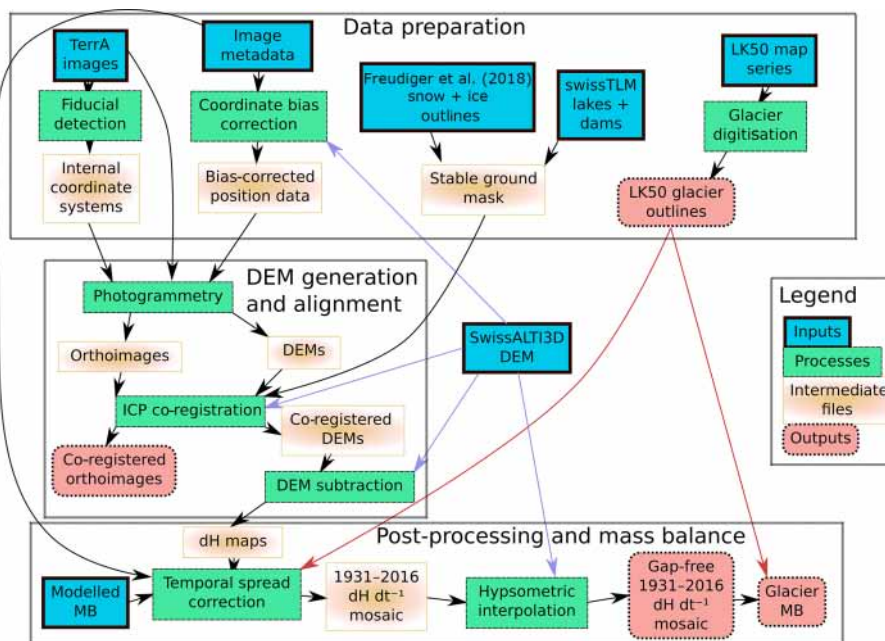 Data preparation
TerrA
images
Image
metadata
Freudiger et al. (2018)
snow + ice
outlines
swissTLM
lakes +
dams
LK50 map
series
Fiducial
detection
Coordinate bias
correction
Glacier
digitisation
Internal
coordinate
systems
Bias-corrected
position data
Stable ground
mask
LK50 glacier
outlines
DEM generation
and alignment
Photogrammetry
Orthoimages
DEMs
SwissALTI3D
DEM
ICP co-registration
Co-registered
DEMs
Co-registered
orthoimages
DEM subtraction
Legend
Inputs
Processes
Intermediate
files
Outputs
Post-processing and mass balance
dH maps
Modelled
MB
Temporal spread
correction
1931–2016
dH dt⁻¹
mosaic
Hypsometric
interpolation
Gap-free
1931–2016
dH dt⁻¹
mosaic
Glacier
MB